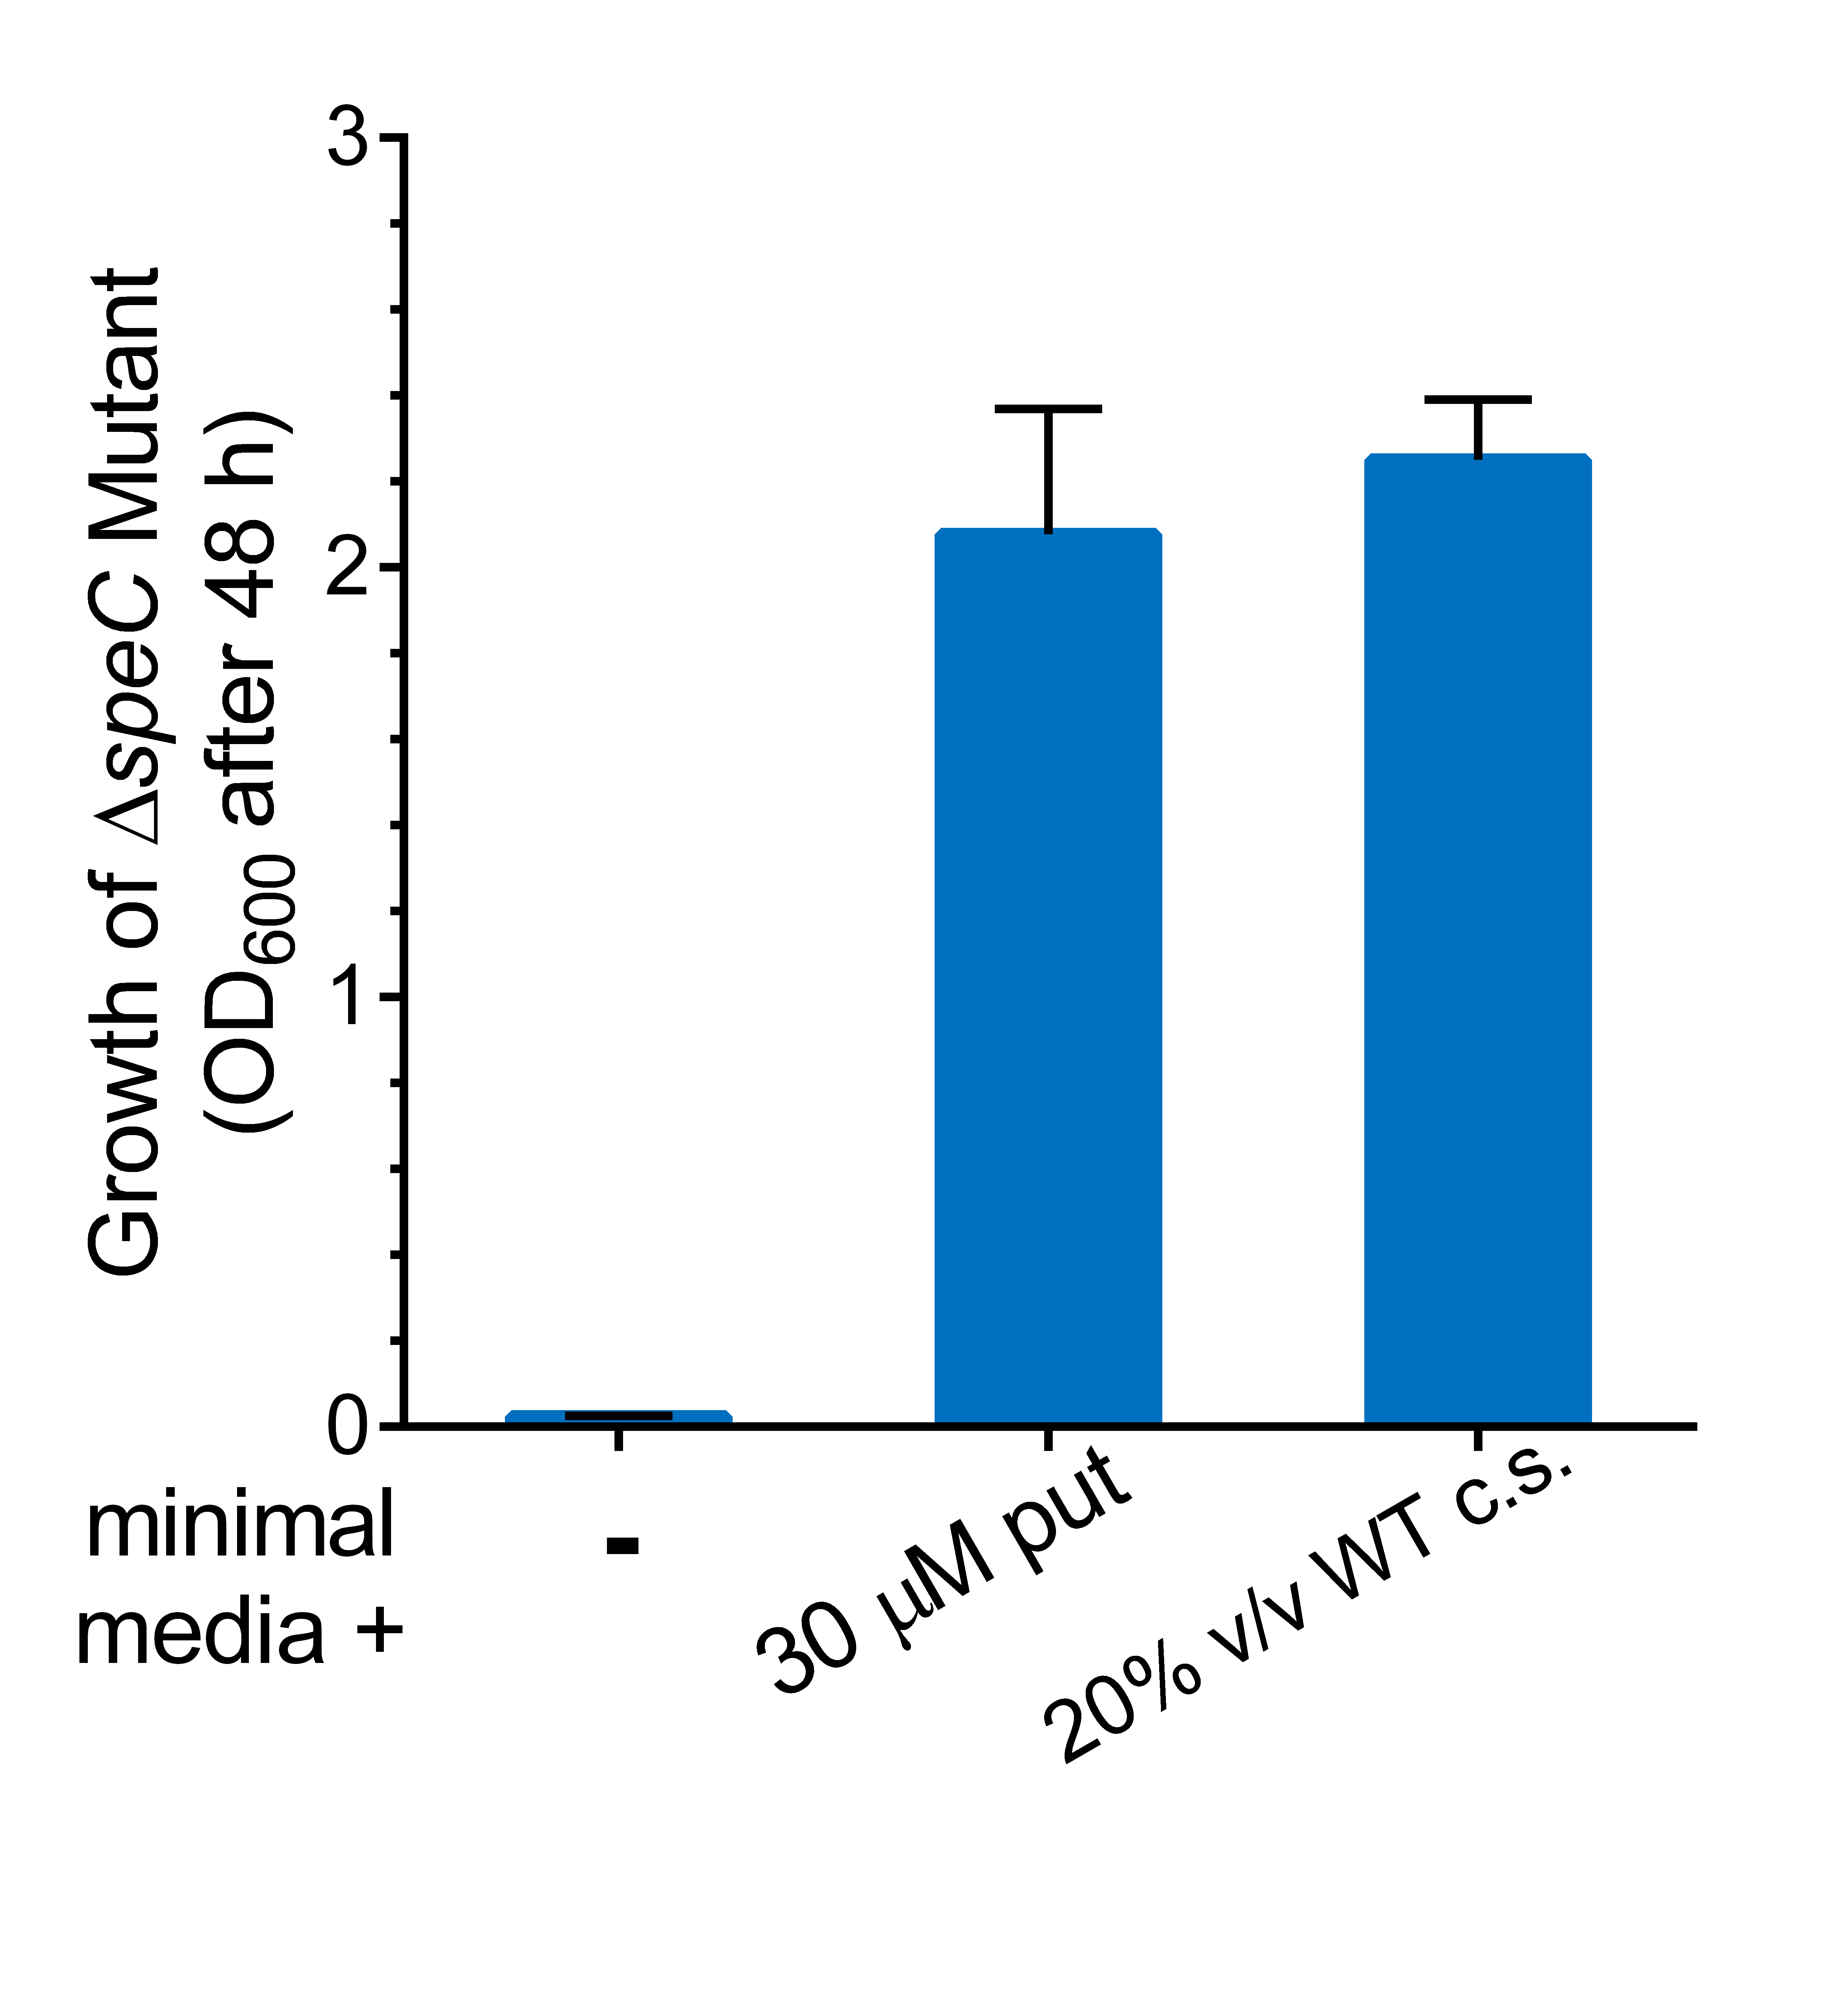 Growth of ΔspeC Mutant
(OD600 after 48 h)
3
2
1
0
minimal
media +
-
30 µM put
20% v/v WT c.s.